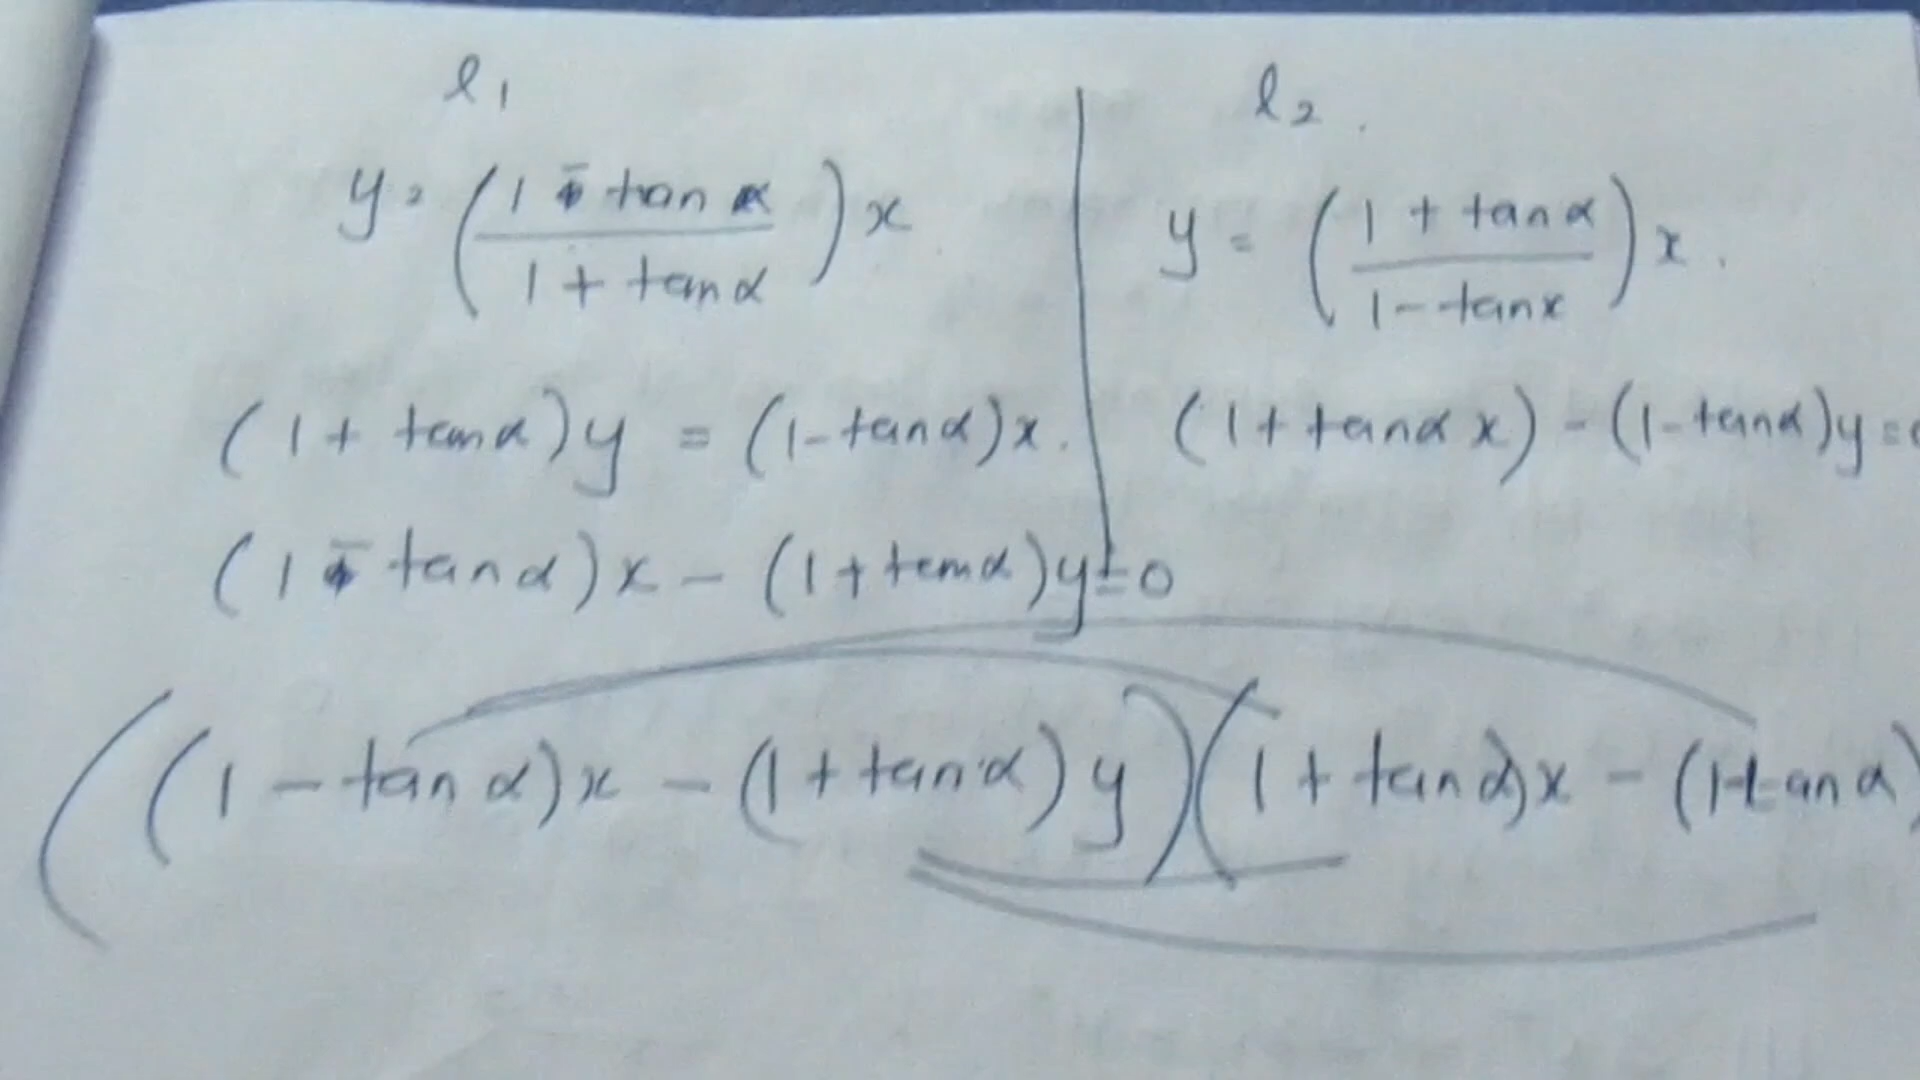 l₁
y = ((1 - tan α)/(1 + tan α)) x
(1 + tan α)y = (1 - tan α)x.
(1 - tan α)x - (1 + tan α)y = 0
l₂.
y = ((1 + tan α)/(1 - tan x)) x.
(1 + tan α x) - (1 - tan α)y = 0
((1 - tan α)x - (1 + tan α)y)(1 + tan α)x - (1 - tan α)